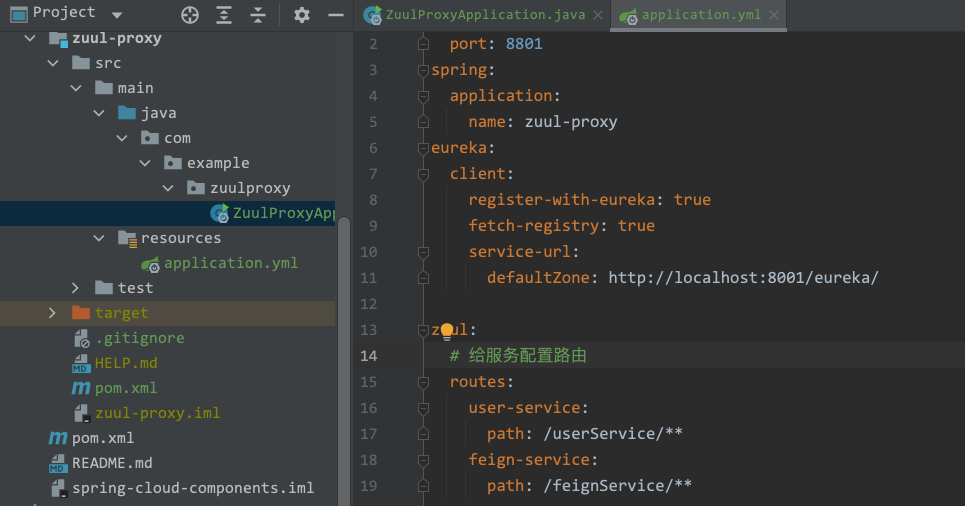 Project
zuul-proxy
src
main
java
com
example
zuulproxy
ZuulProxyApp
resources
application.yml
test
target
.gitignore
HELP.md
pom.xml
zuul-proxy.iml
pom.xml
README.md
spring-cloud-components.iml
ZuulProxyApplication.java
application.yml
2 port: 8801
3 spring:
4 application:
5 name: zuul-proxy
6 eureka:
7 client:
8 register-with-eureka: true
9 fetch-registry: true
10 service-url:
11 defaultZone: http://localhost:8001/eureka/
12
13 zuul:
14 # 给服务配置路由
15 routes:
16 user-service:
17 path: /userService/**
18 feign-service:
19 path: /feignService/**